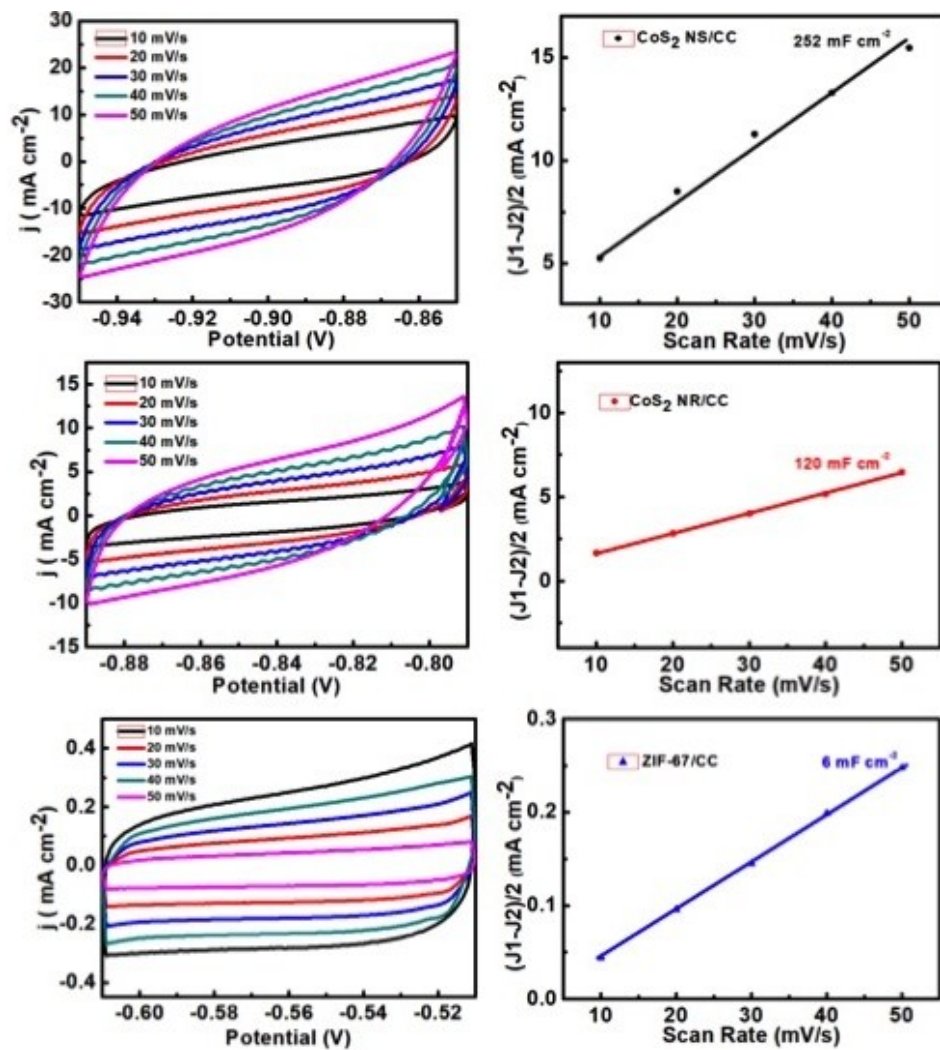 30
20
10
0
-10
-20
-30
j ( mA cm-2)
10 mV/s
20 mV/s
30 mV/s
40 mV/s
50 mV/s
-0.94 -0.92 -0.90 -0.88 -0.86
Potential (V)
15
10
5
(J1-J2)/2 (mA cm-2)
CoS2 NS/CC
252 mF cm-2
10 20 30 40 50
Scan Rate (mV/s)
15
10
5
0
-5
-10
-15
j ( mA cm-2)
10 mV/s
20 mV/s
30 mV/s
40 mV/s
50 mV/s
-0.88 -0.86 -0.84 -0.82 -0.80
Potential (V)
10
5
0
(J1-J2)/2 (mA cm-2)
CoS2 NR/CC
120 mF cm-2
10 20 30 40 50
Scan Rate (mV/s)
0.4
0.2
0.0
-0.2
-0.4
j ( mA cm-2)
10 mV/s
20 mV/s
30 mV/s
40 mV/s
50 mV/s
-0.60 -0.58 -0.56 -0.54 -0.52
Potential (V)
0.3
0.2
0.1
0.0
(J1-J2)/2 (mA cm-2)
ZIF-67/CC
6 mF cm-2
10 20 30 40 50
Scan Rate (mV/s)